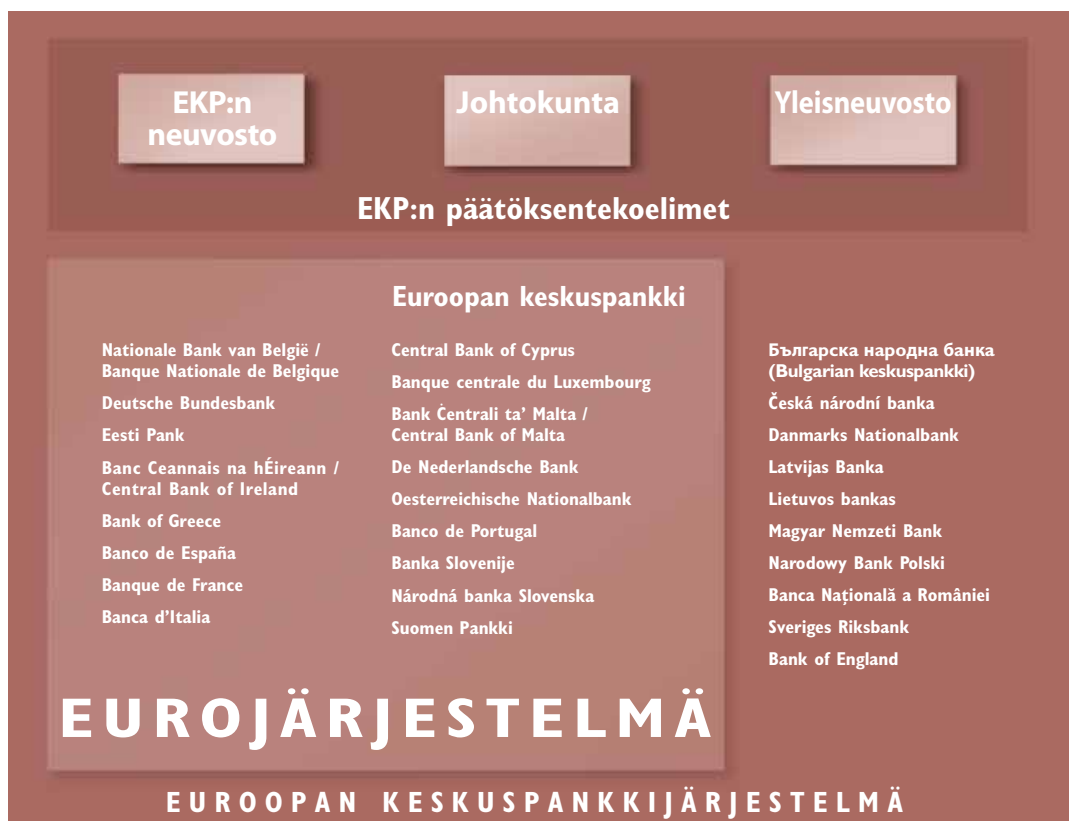 EKP:n
neuvosto
Johtokunta
Yleisneuvosto
EKP:n päätöksentekoelimet
Euroopan keskuspankki
Nationale Bank van België /
Banque Nationale de Belgique
Deutsche Bundesbank
Eesti Pank
Banc Ceannais na hÉireann /
Central Bank of Ireland
Bank of Greece
Banco de España
Banque de France
Banca d’Italia
Central Bank of Cyprus
Banque centrale du Luxembourg
Bank Ċentrali ta’ Malta /
Central Bank of Malta
De Nederlandsche Bank
Oesterreichische Nationalbank
Banco de Portugal
Banka Slovenije
Národná banka Slovenska
Suomen Pankki
Българска народна банка
(Bulgarian keskuspankki)
Česká národní banka
Danmarks Nationalbank
Latvijas Banka
Lietuvos bankas
Magyar Nemzeti Bank
Narodowy Bank Polski
Banca Națională a României
Sveriges Riksbank
Bank of England
EUROJÄRJESTELMÄ
EUROOPAN KESKUSPANKKIJÄRJESTELMÄ